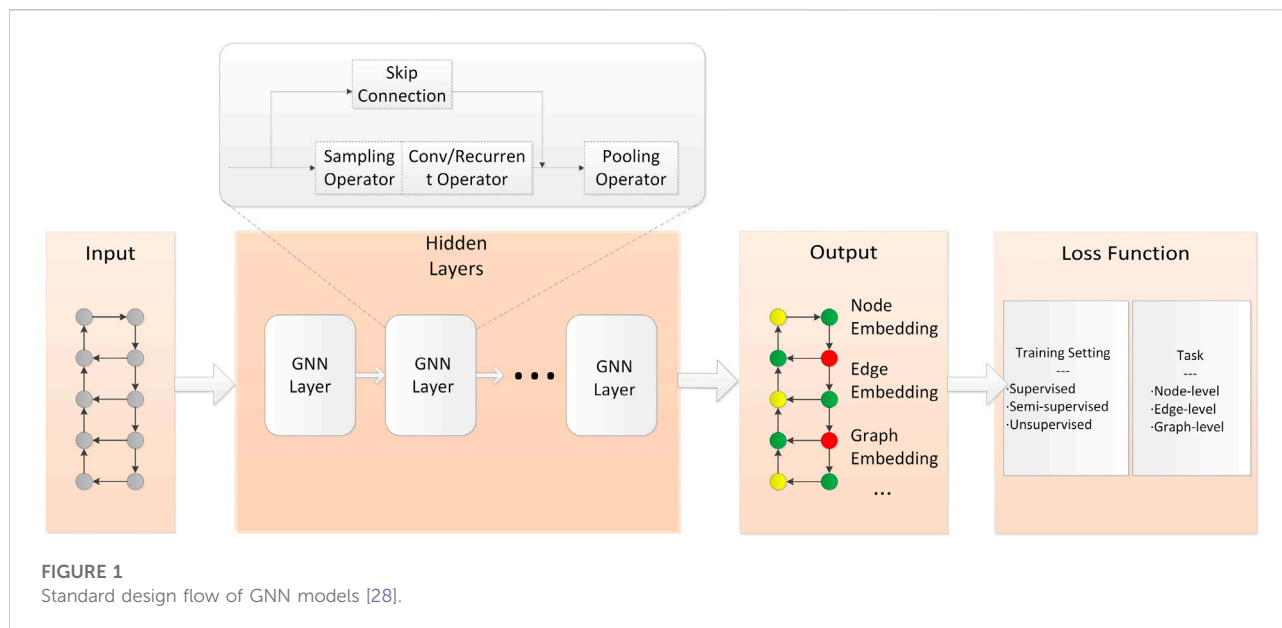 Skip
Connection
Sampling
Operator
Conv/Recurren
t Operator
Pooling
Operator
Input
Hidden
Layers
GNN
Layer
GNN
Layer
GNN
Layer
Output
Node
Embedding
Edge
Embedding
Graph
Embedding
...
Loss Function
Training Setting
---
·Supervised
·Semi-supervised
·Unsupervised
Task
---
·Node-level
·Edge-level
·Graph-level
FIGURE 1
Standard design flow of GNN models [28].